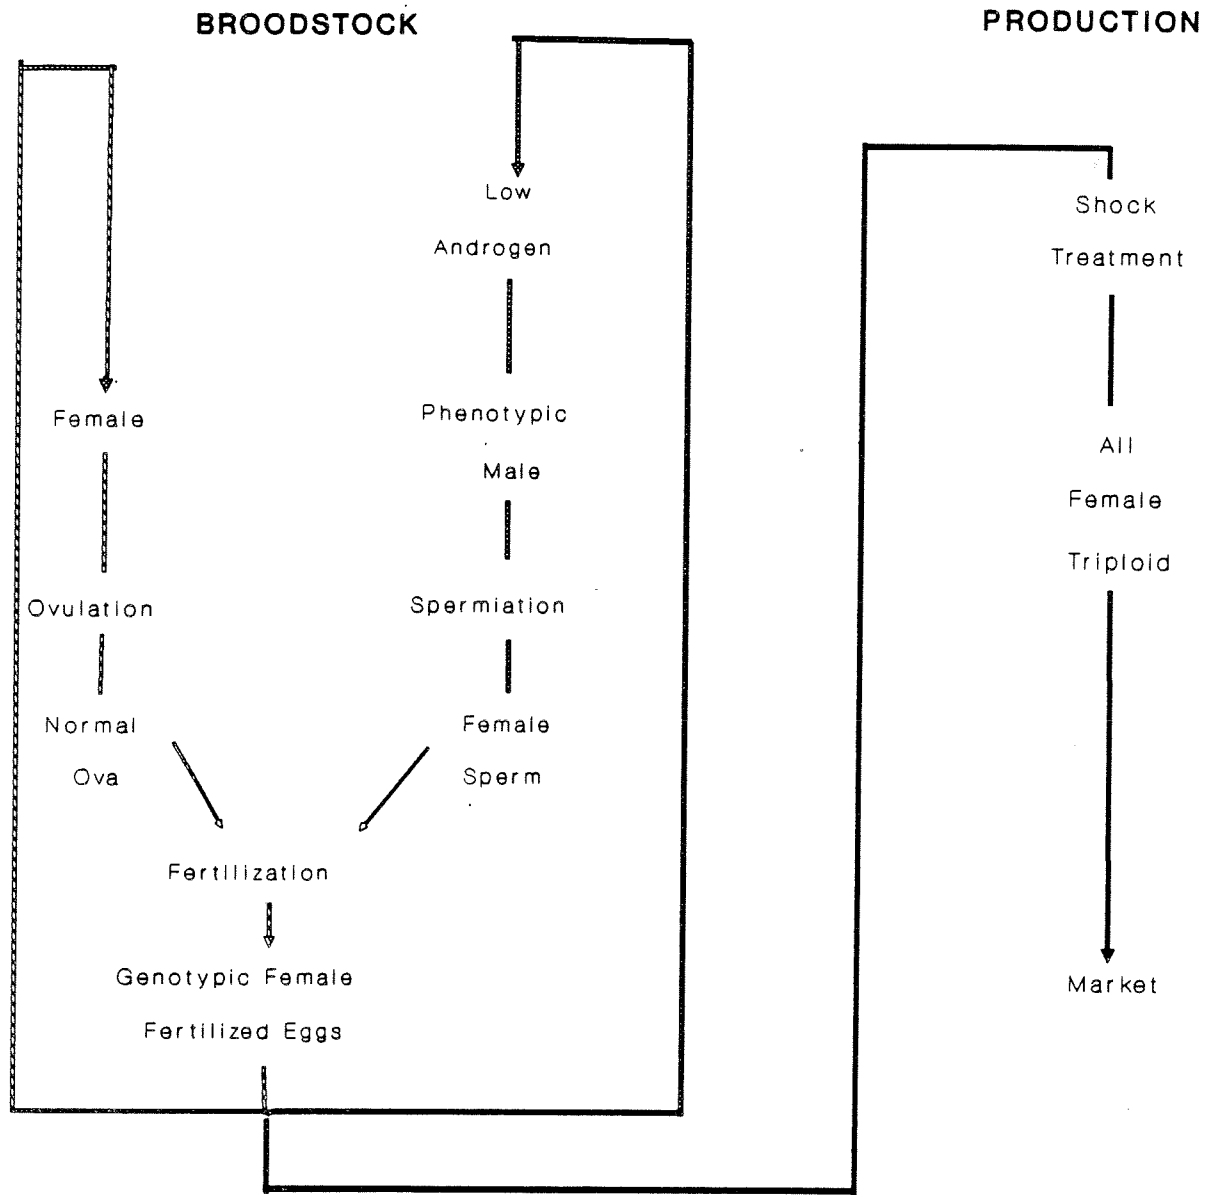 BROODSTOCK
Female
Ovulation
Normal
Ova
Low
Androgen
Phenotypic
Male
Spermiation
Female
Sperm
Fertilization
Genotypic Female
Fertilized Eggs
PRODUCTION
Shock
Treatment
All
Female
Triploid
Market